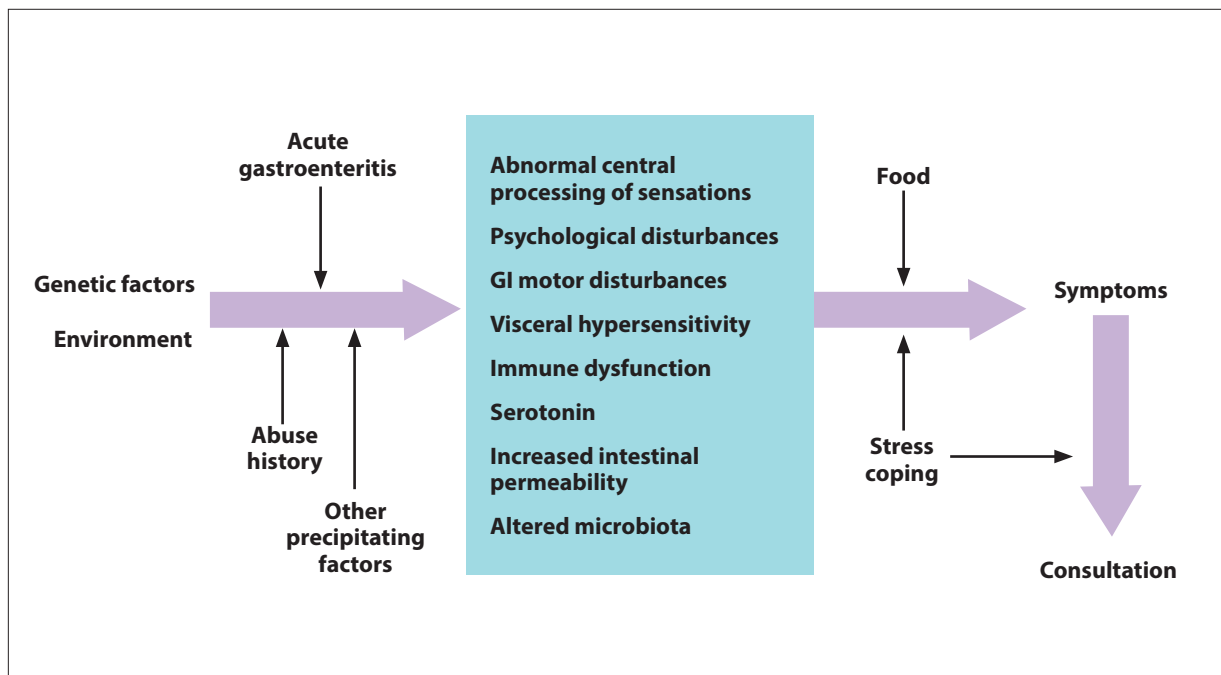 Acute
gastroenteritis
Genetic factors
Environment
Abuse
history
Other
precipitating
factors
Abnormal central
processing of sensations
Psychological disturbances
GI motor disturbances
Visceral hypersensitivity
Immune dysfunction
Serotonin
Increased intestinal
permeability
Altered microbiota
Food
Stress
coping
Symptoms
Consultation